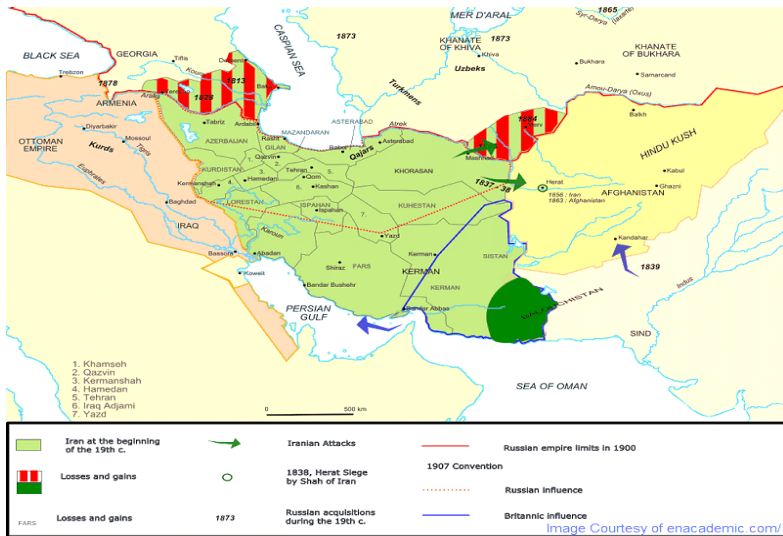 1865
MER D'ARAL
Syr-Darya (Iaxarte)
BLACK SEA
GEORGIA
Tiflis
CASPIAN SEA
1873
KHANATE
OF KHIVA
1873
Khiva
Uzbeks
KHANATE
OF BUKHARA
Bukhara
Samarcand
Trebzon
1878
Derbent
1813
Baku
1828
ARMENIA
Turkmens
Amou-Darya (Oxus)
Ardabil
Tabriz
AZERBAIJAN
ASTERABAD
MAZANDARAN
Atrek
1884
Merv
Balkh
HINDU KUSH
OTTOMAN
EMPIRE
Diyarbakir
Mossoul
Kurds
Tigris
Rasht
GILAN
Qazvin
Babol
Qajars
Asterabad
Mashhad
KURDISTAN
Tehran
KHORASAN
Kermanshah
Hamedan
Qom
Kashan
1837-'38
Herat
1856 : Iran
1863 : Afghanistan
Kabul
Ghazni
AFGHANISTAN
Euphrates
Baghdad
LORESTAN
ISPAHAN
Ispahan
KUHESTAN
IRAQ
Karoun
Yazd
Kandahar
Bassora
Abadan
Kerman
SISTAN
1839
Koweit
Shiraz
FARS
KERMAN
Indus
Bandar Bushehr
KERMAN
BALOUCHISTAN
PERSIAN
GULF
Bandar Abbas
SIND
1. Khamseh
2. Qazvin
3. Kermanshah
4. Hamedan
5. Tehran
6. Iraq Adjami
7. Yazd
SEA OF OMAN
0 500 km
Iran at the beginning
of the 19th c.
Iranian Attacks
Russian empire limits in 1900
1907 Convention
Losses and gains
1838, Herat Siege
by Shah of Iran
Russian influence
FARS.
Losses and gains
1873
Russian acquisitions
during the 19th c.
Britannic influence
Image Courtesy of enacademic.com/